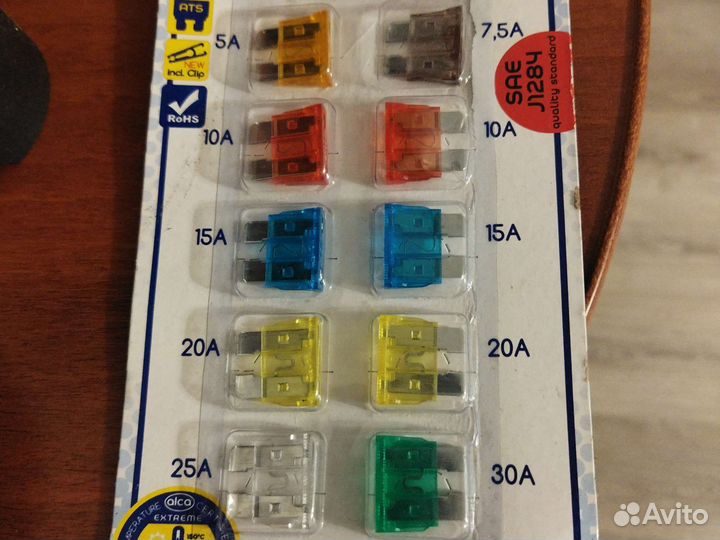 ATS
NEW
incl. Clip
RoHS
5A
7,5A
SAE
J1284
quality standard
10A
10A
15A
15A
20A
20A
25A
30A
alca
EXTREME
150°C
Avito